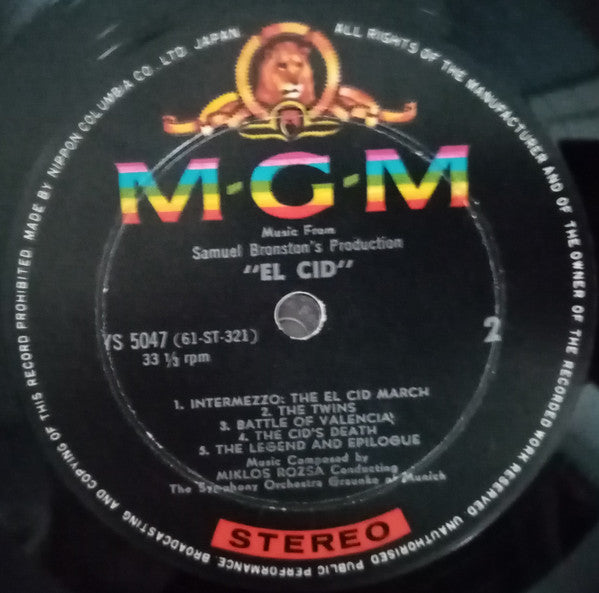 ALL RIGHTS OF THE MANUFACTURER AND OF THE OWNER OF THE RECORDED WORK RESERVED UNAUTHORISED PUBLIC PERFORMANCE BROADCASTING AND COPYING OF THIS RECORD PROHIBITED. MADE BY NIPPON COLUMBIA CO., LTD. JAPAN.
M-G-M
Music From
Samuel Bronston's Production
"EL CID"
YS 5047 (61-ST-321)
33 1/3 rpm
2
1. INTERMEZZO: THE EL CID MARCH
2. THE TWINS
3. BATTLE OF VALENCIA
4. THE CID'S DEATH
5. THE LEGEND AND EPILOGUE
Music Composed by
MIKLOS ROZSA Conducting
The Symphony Orchestra Graunke of Munich
STEREO